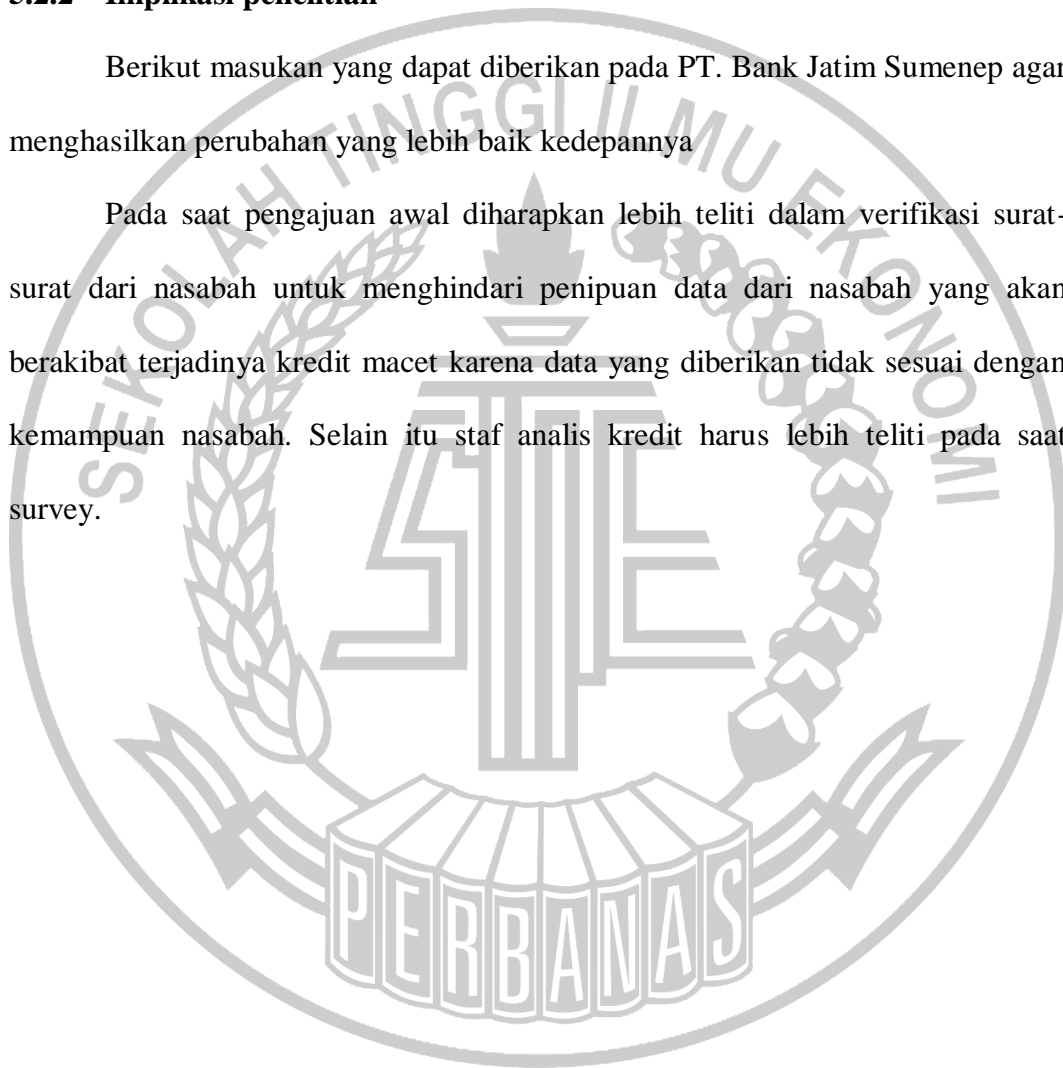 5.2.2 Implikasi penelitian
Berikut masukan yang dapat diberikan pada PT. Bank Jatim Sumenep agar
menghasilkan perubahan yang lebih baik kedepannya
Pada saat pengajuan awal diharapkan lebih teliti dalam verifikasi surat-
surat dari nasabah untuk menghindari penipuan data dari nasabah yang akan
berakibat terjadinya kredit macet karena data yang diberikan tidak sesuai dengan
kemampuan nasabah. Selain itu staf analis kredit harus lebih teliti pada saat
survey.
SEKOLAH TINGGI ILMU EKONOMI
STIE
PERBANAS